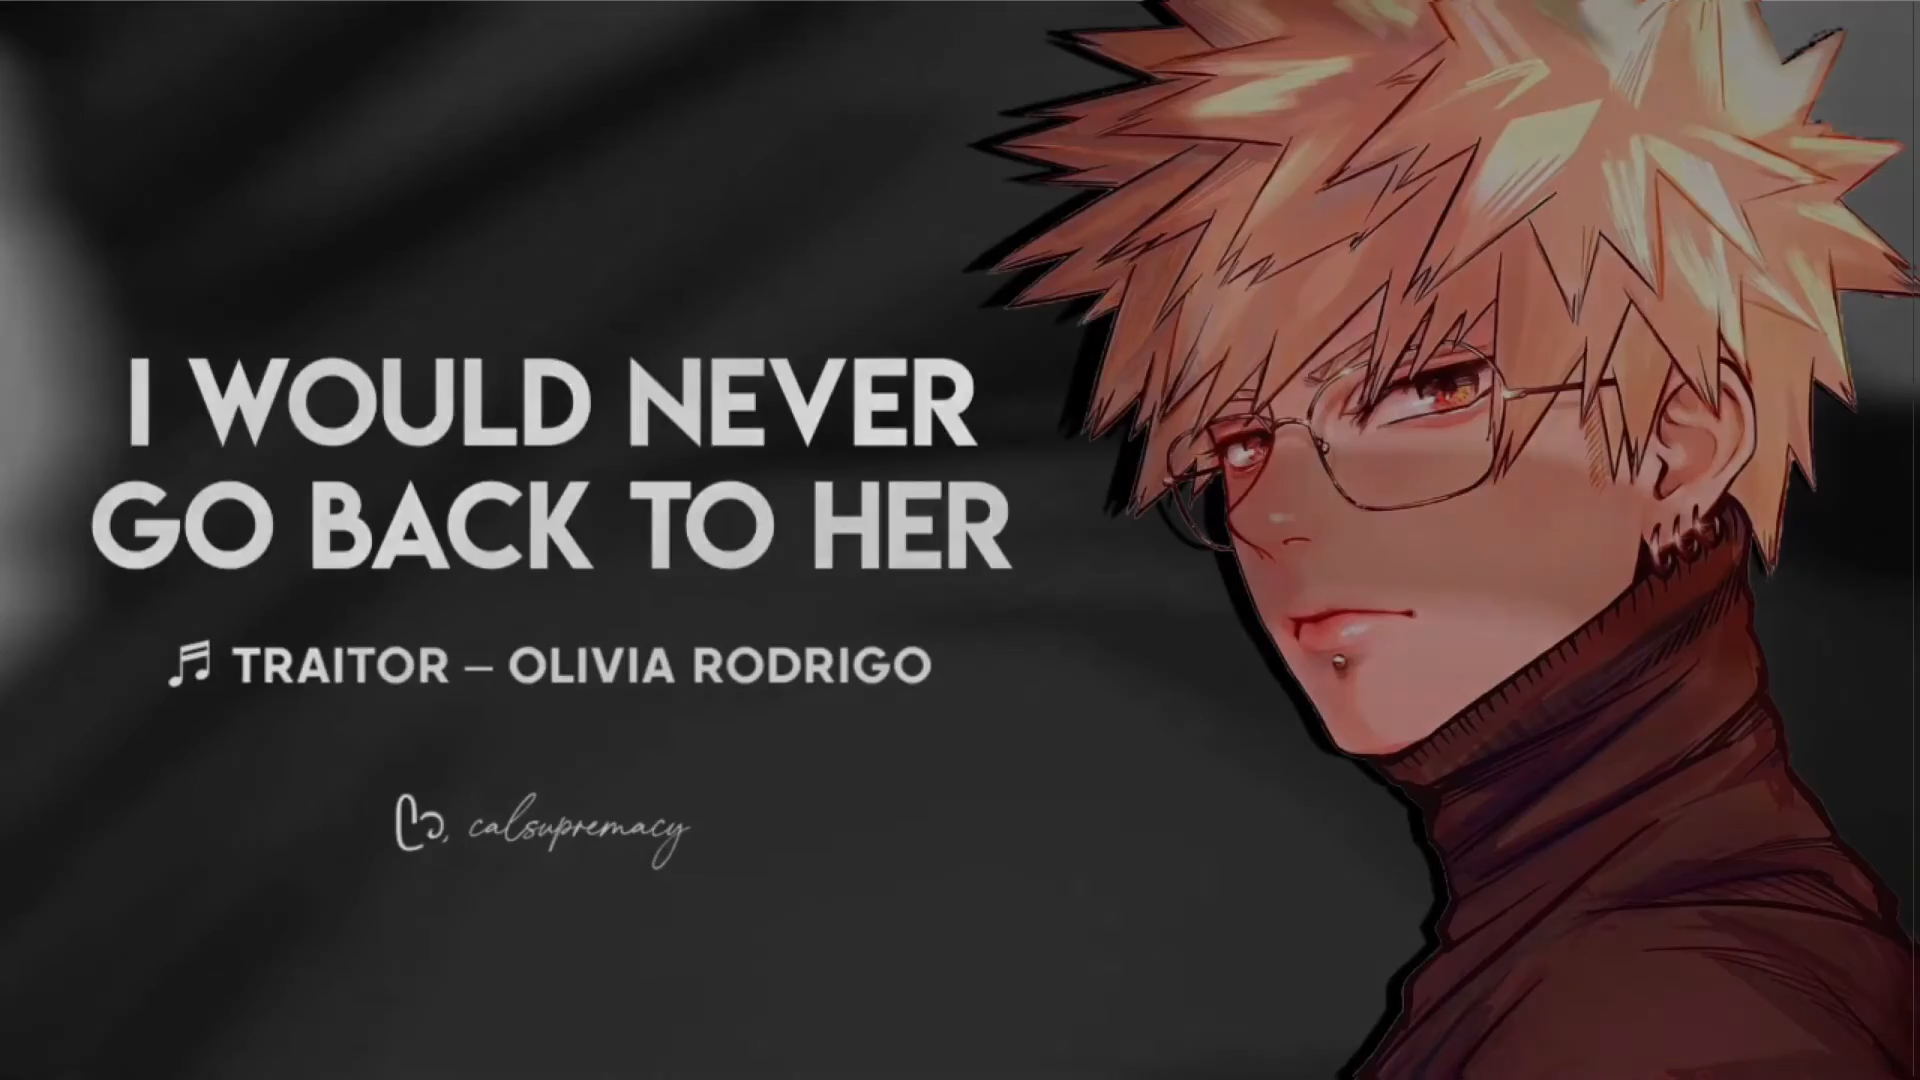 I WOULD NEVER
GO BACK TO HER
♬ TRAITOR – OLIVIA RODRIGO
calsupremacy